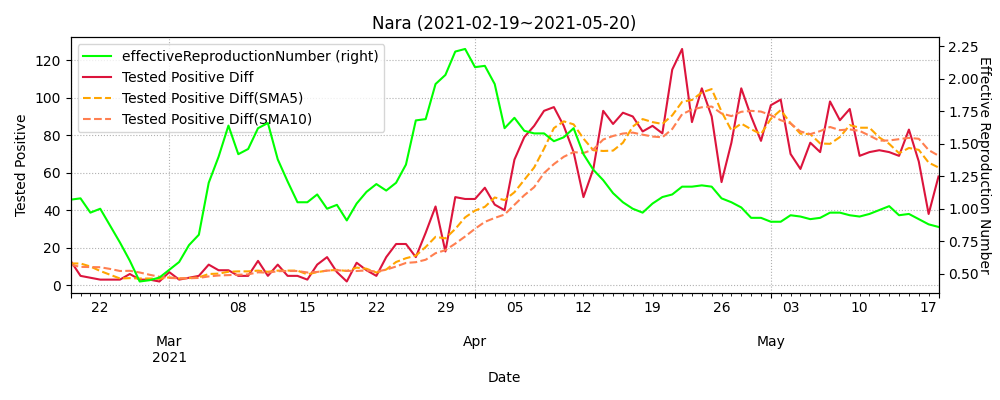 Nara (2021-02-19~2021-05-20)
effectiveReproductionNumber (right)
Tested Positive Diff
Tested Positive Diff(SMA5)
Tested Positive Diff(SMA10)
Tested Positive
120
100
80
60
40
20
0
2.25
2.00
1.75
1.50
1.25
1.00
0.75
0.50
Effective Reproduction Number
22 08 15 22 29 05 12 19 26 03 10 17
Mar Apr May
2021
Date